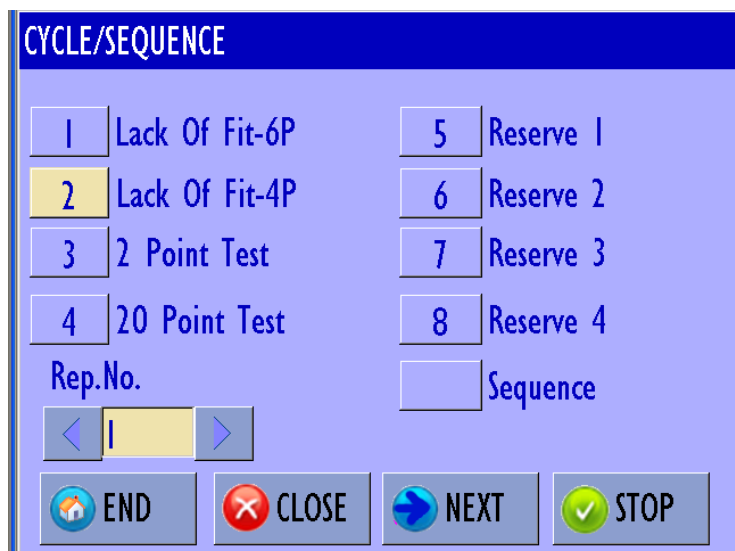 CYCLE/SEQUENCE
1 Lack Of Fit-6P
2 Lack Of Fit-4P
3 2 Point Test
4 20 Point Test
5 Reserve 1
6 Reserve 2
7 Reserve 3
8 Reserve 4
Sequence
Rep.No.
1
END
CLOSE
NEXT
STOP